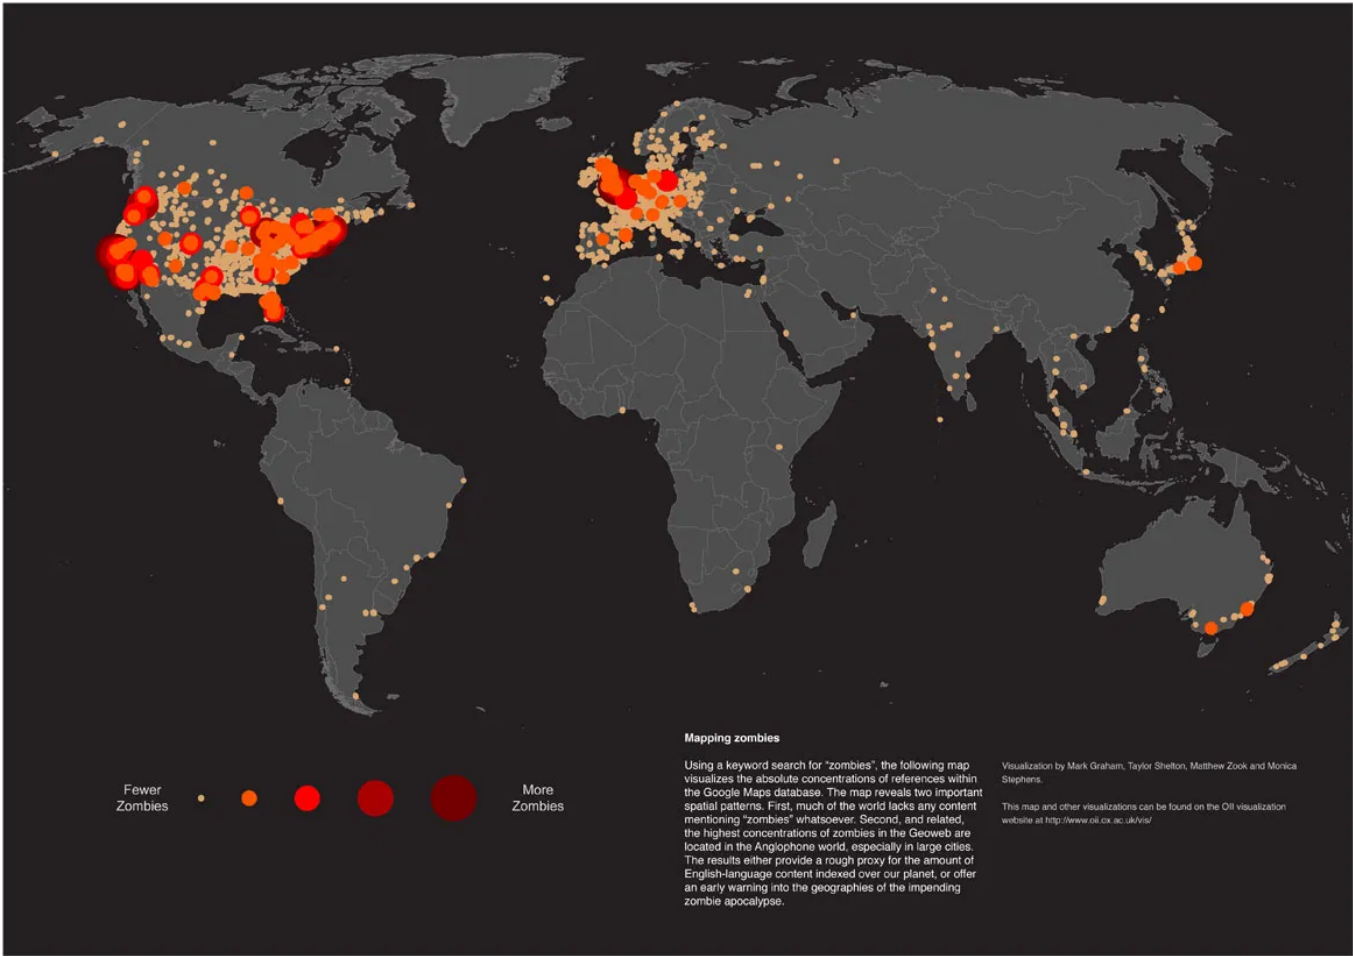 Fewer
Zombies
More
Zombies
Mapping zombies
Using a keyword search for "zombies", the following map
visualizes the absolute concentrations of references within
the Google Maps database. The map reveals two important
spatial patterns. First, much of the world lacks any content
mentioning "zombies" whatsoever. Second, and related,
the highest concentrations of zombies in the Geoweb are
located in the Anglophone world, especially in large cities.
The results either provide a rough proxy for the amount of
English-language content indexed over our planet, or offer
an early warning into the geographies of the impending
zombie apocalypse.
Visualization by Mark Graham, Taylor Shelton, Matthew Zook and Monica
Stephens.
This map and other visualizations can be found on the OII visualization
website at http://www.oii.ox.ac.uk/vis/